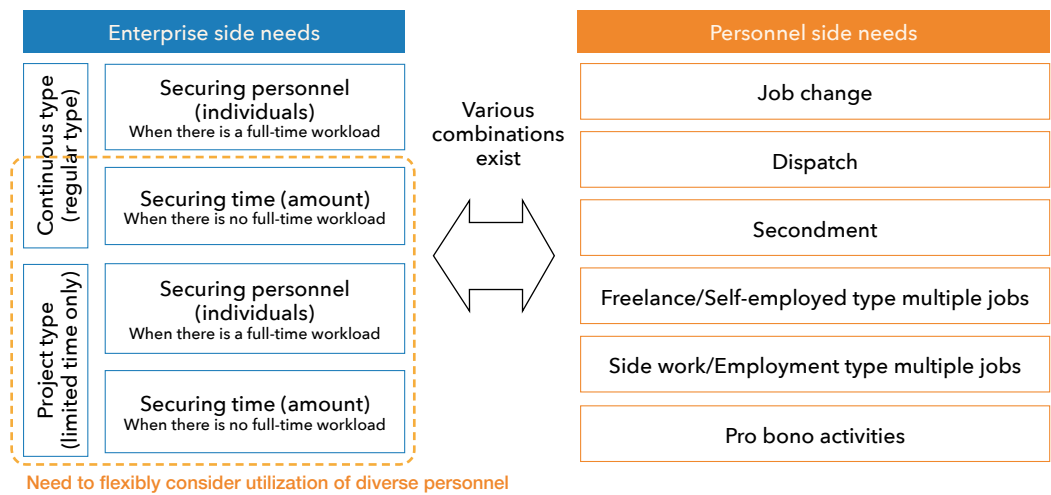 Enterprise side needs
Continuous type
(regular type)
Securing personnel
(individuals)
When there is a full-time workload
Securing time (amount)
When there is no full-time workload
Project type
(limited time only)
Securing personnel
(individuals)
When there is a full-time workload
Securing time (amount)
When there is no full-time workload
Need to flexibly consider utilization of diverse personnel
Various
combinations
exist
Personnel side needs
Job change
Dispatch
Secondment
Freelance/Self-employed type multiple jobs
Side work/Employment type multiple jobs
Pro bono activities